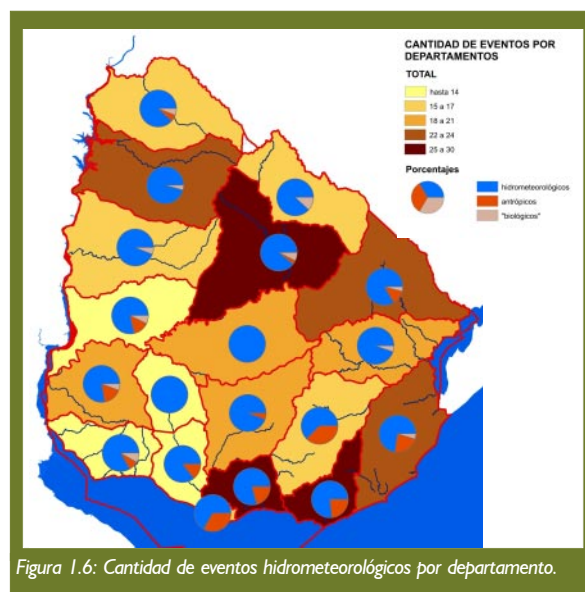 CANTIDAD DE EVENTOS POR
DEPARTAMENTOS
TOTAL
hasta 14
15 a 17
18 a 21
22 a 24
25 a 30
Porcentajes
hidrometeorológicos
antrópicos
"biológicos"
Figura 1.6: Cantidad de eventos hidrometeorológicos por departamento.